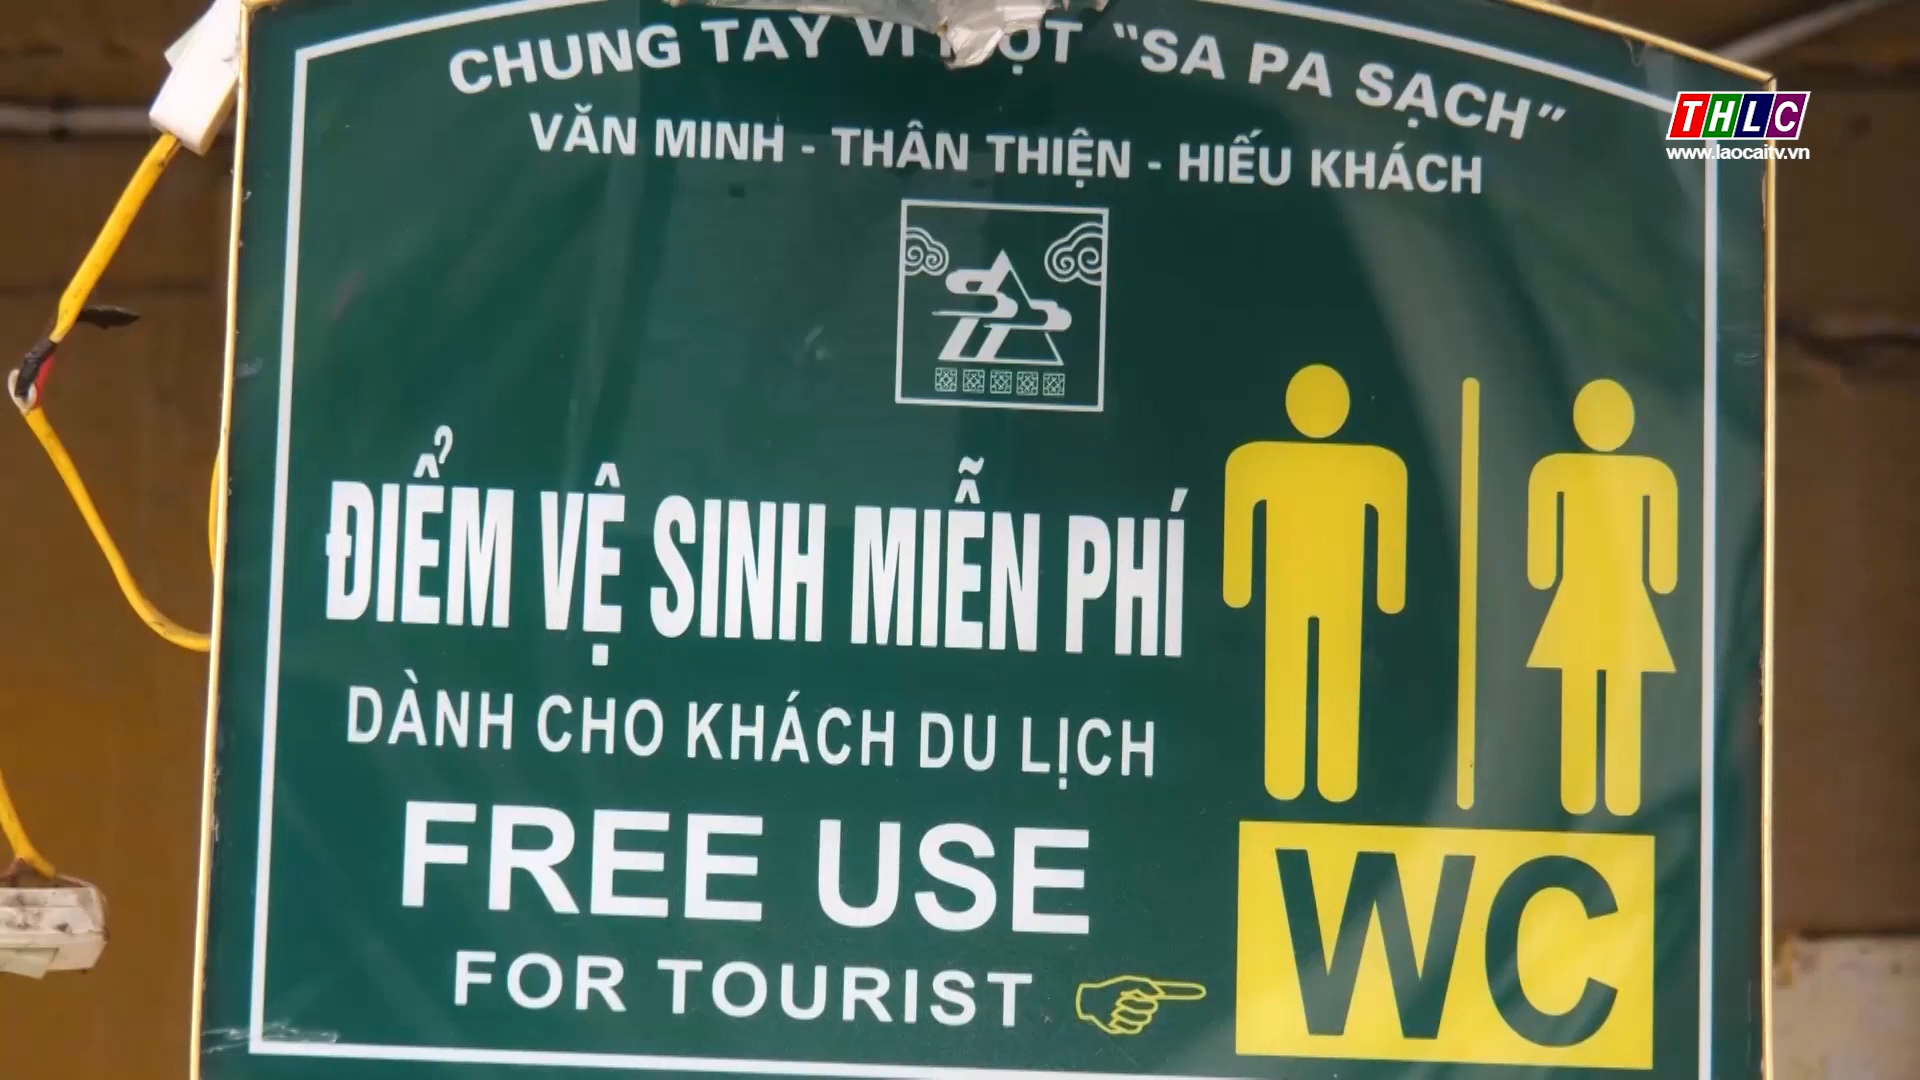 CHUNG TAY VÌ MỘT "SA PA SẠCH"
VĂN MINH - THÂN THIỆN - HIẾU KHÁCH
THLC
www.laocaitv.vn
ĐIỂM VỆ SINH MIỄN PHÍ
DÀNH CHO KHÁCH DU LỊCH
FREE USE
FOR TOURIST
WC